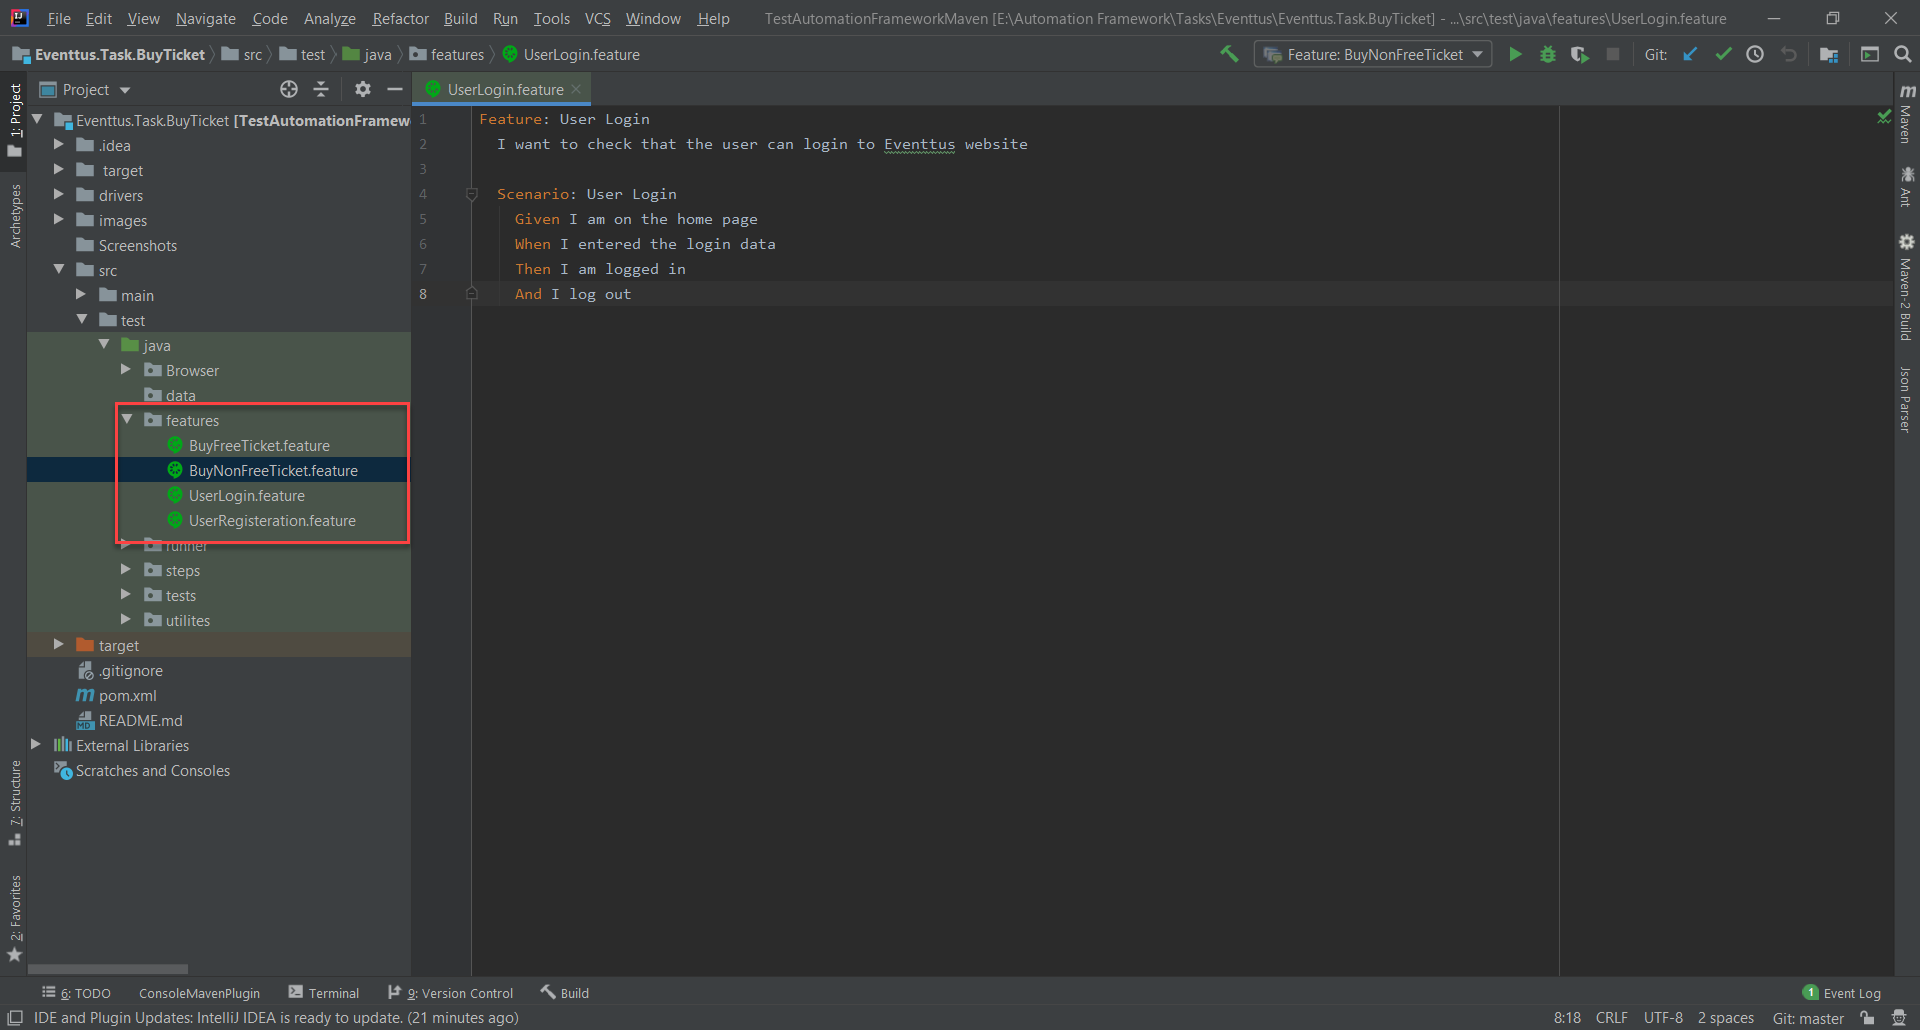 File Edit View Navigate Code Analyze Refactor Build Run Tools VCS Window Help TestAutomationFrameworkMaven [E:\Automation Framework\Tasks\Eventtus\Eventtus.Task.BuyTicket] - ...\src\test\java\features\UserLogin.feature
Eventtus.Task.BuyTicket src test java features UserLogin.feature Feature: BuyNonFreeTicket Git:
Project
UserLogin.feature
1: Project
Archetypes
7: Structure
2: Favorites
Eventtus.Task.BuyTicket [TestAutomationFramew
.idea
target
drivers
images
Screenshots
src
main
test
java
Browser
data
features
BuyFreeTicket.feature
BuyNonFreeTicket.feature
UserLogin.feature
UserRegisteration.feature
runner
steps
tests
utilites
target
.gitignore
pom.xml
README.md
External Libraries
Scratches and Consoles
1 Feature: User Login
2 I want to check that the user can login to Eventtus website
3
4 Scenario: User Login
5 Given I am on the home page
6 When I entered the login data
7 Then I am logged in
8 And I log out
Maven
Ant
Maven-2 Build
Json Parser
6: TODO ConsoleMavenPlugin Terminal 9: Version Control Build 1 Event Log
IDE and Plugin Updates: IntelliJ IDEA is ready to update. (21 minutes ago) 8:18 CRLF UTF-8 2 spaces Git: master